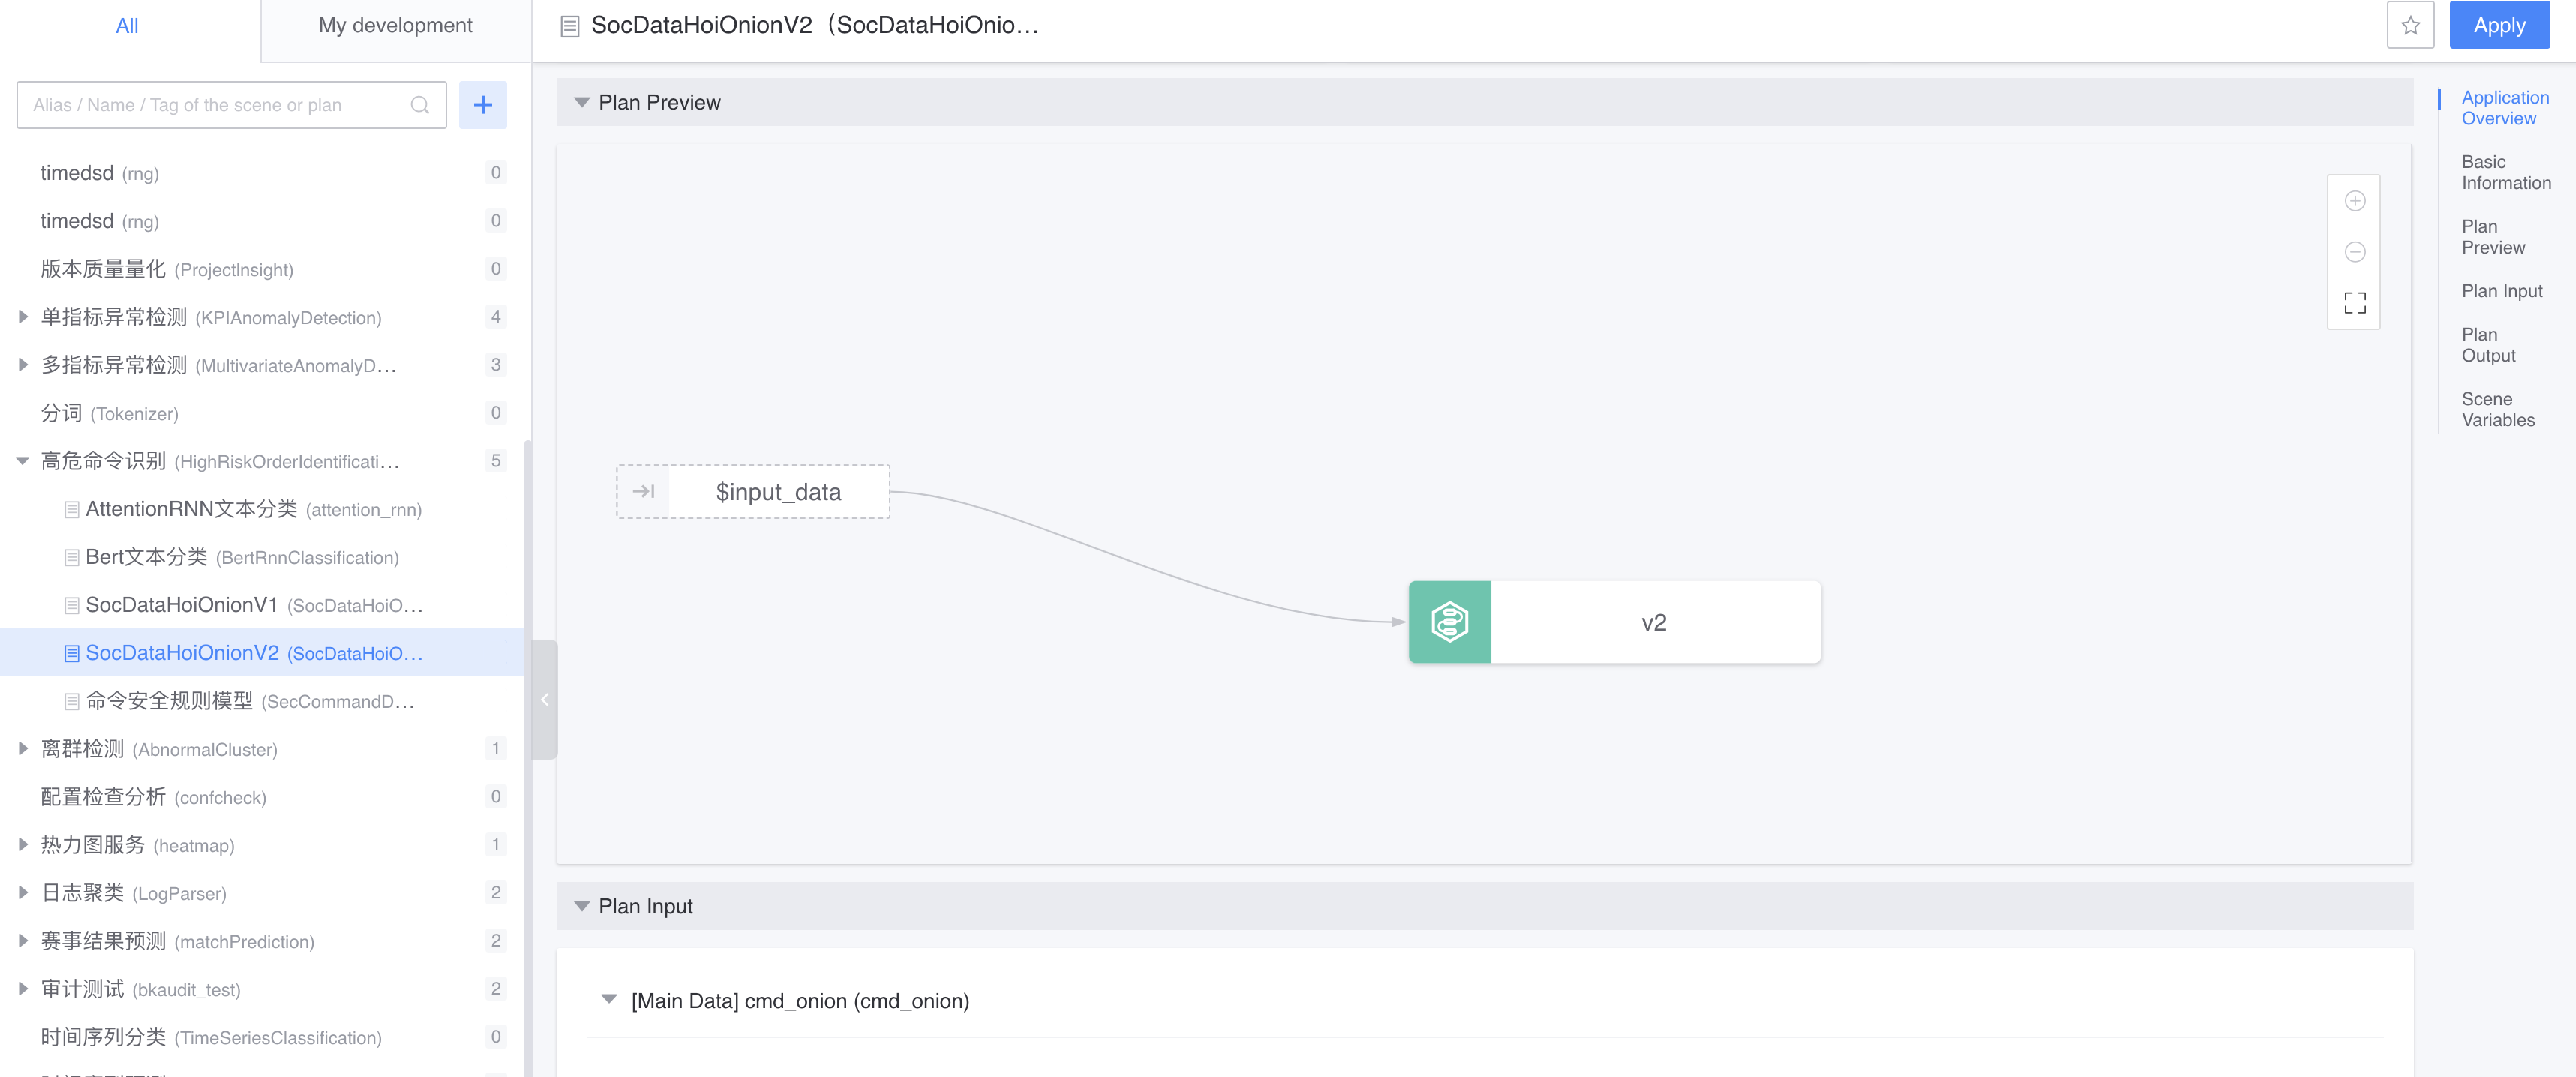 All
My development
Alias / Name / Tag of the scene or plan
timedsd (rng) 0
timedsd (rng) 0
版本质量量化 (ProjectInsight) 0
单指标异常检测 (KPIAnomalyDetection) 4
多指标异常检测 (MultivariateAnomalyD... 3
分词 (Tokenizer) 0
高危命令识别 (HighRiskOrderIdentificati... 5
AttentionRNN文本分类 (attention_rnn)
Bert文本分类 (BertRnnClassification)
SocDataHoiOnionV1 (SocDataHoiO...
SocDataHoiOnionV2 (SocDataHoiO...
命令安全规则模型 (SecCommandD...
离群检测 (AbnormalCluster) 1
配置检查分析 (confcheck) 0
热力图服务 (heatmap) 1
日志聚类 (LogParser) 2
赛事结果预测 (matchPrediction) 2
审计测试 (bkaudit_test) 2
时间序列分类 (TimeSeriesClassification) 0
SocDataHoiOnionV2（SocDataHoiOnio...
Apply
Plan Preview
$input_data
v2
Plan Input
[Main Data] cmd_onion (cmd_onion)
Application
Overview
Basic
Information
Plan
Preview
Plan Input
Plan
Output
Scene
Variables